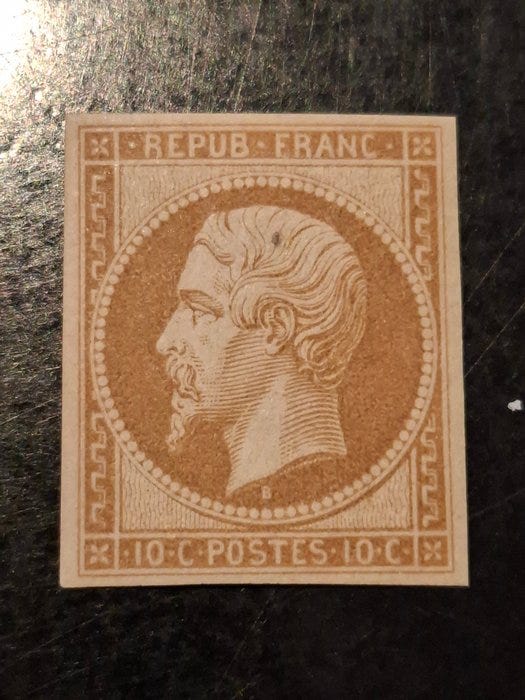 · REPUB · FRANC ·
B
· 10 · C · POSTES · 10 · C ·